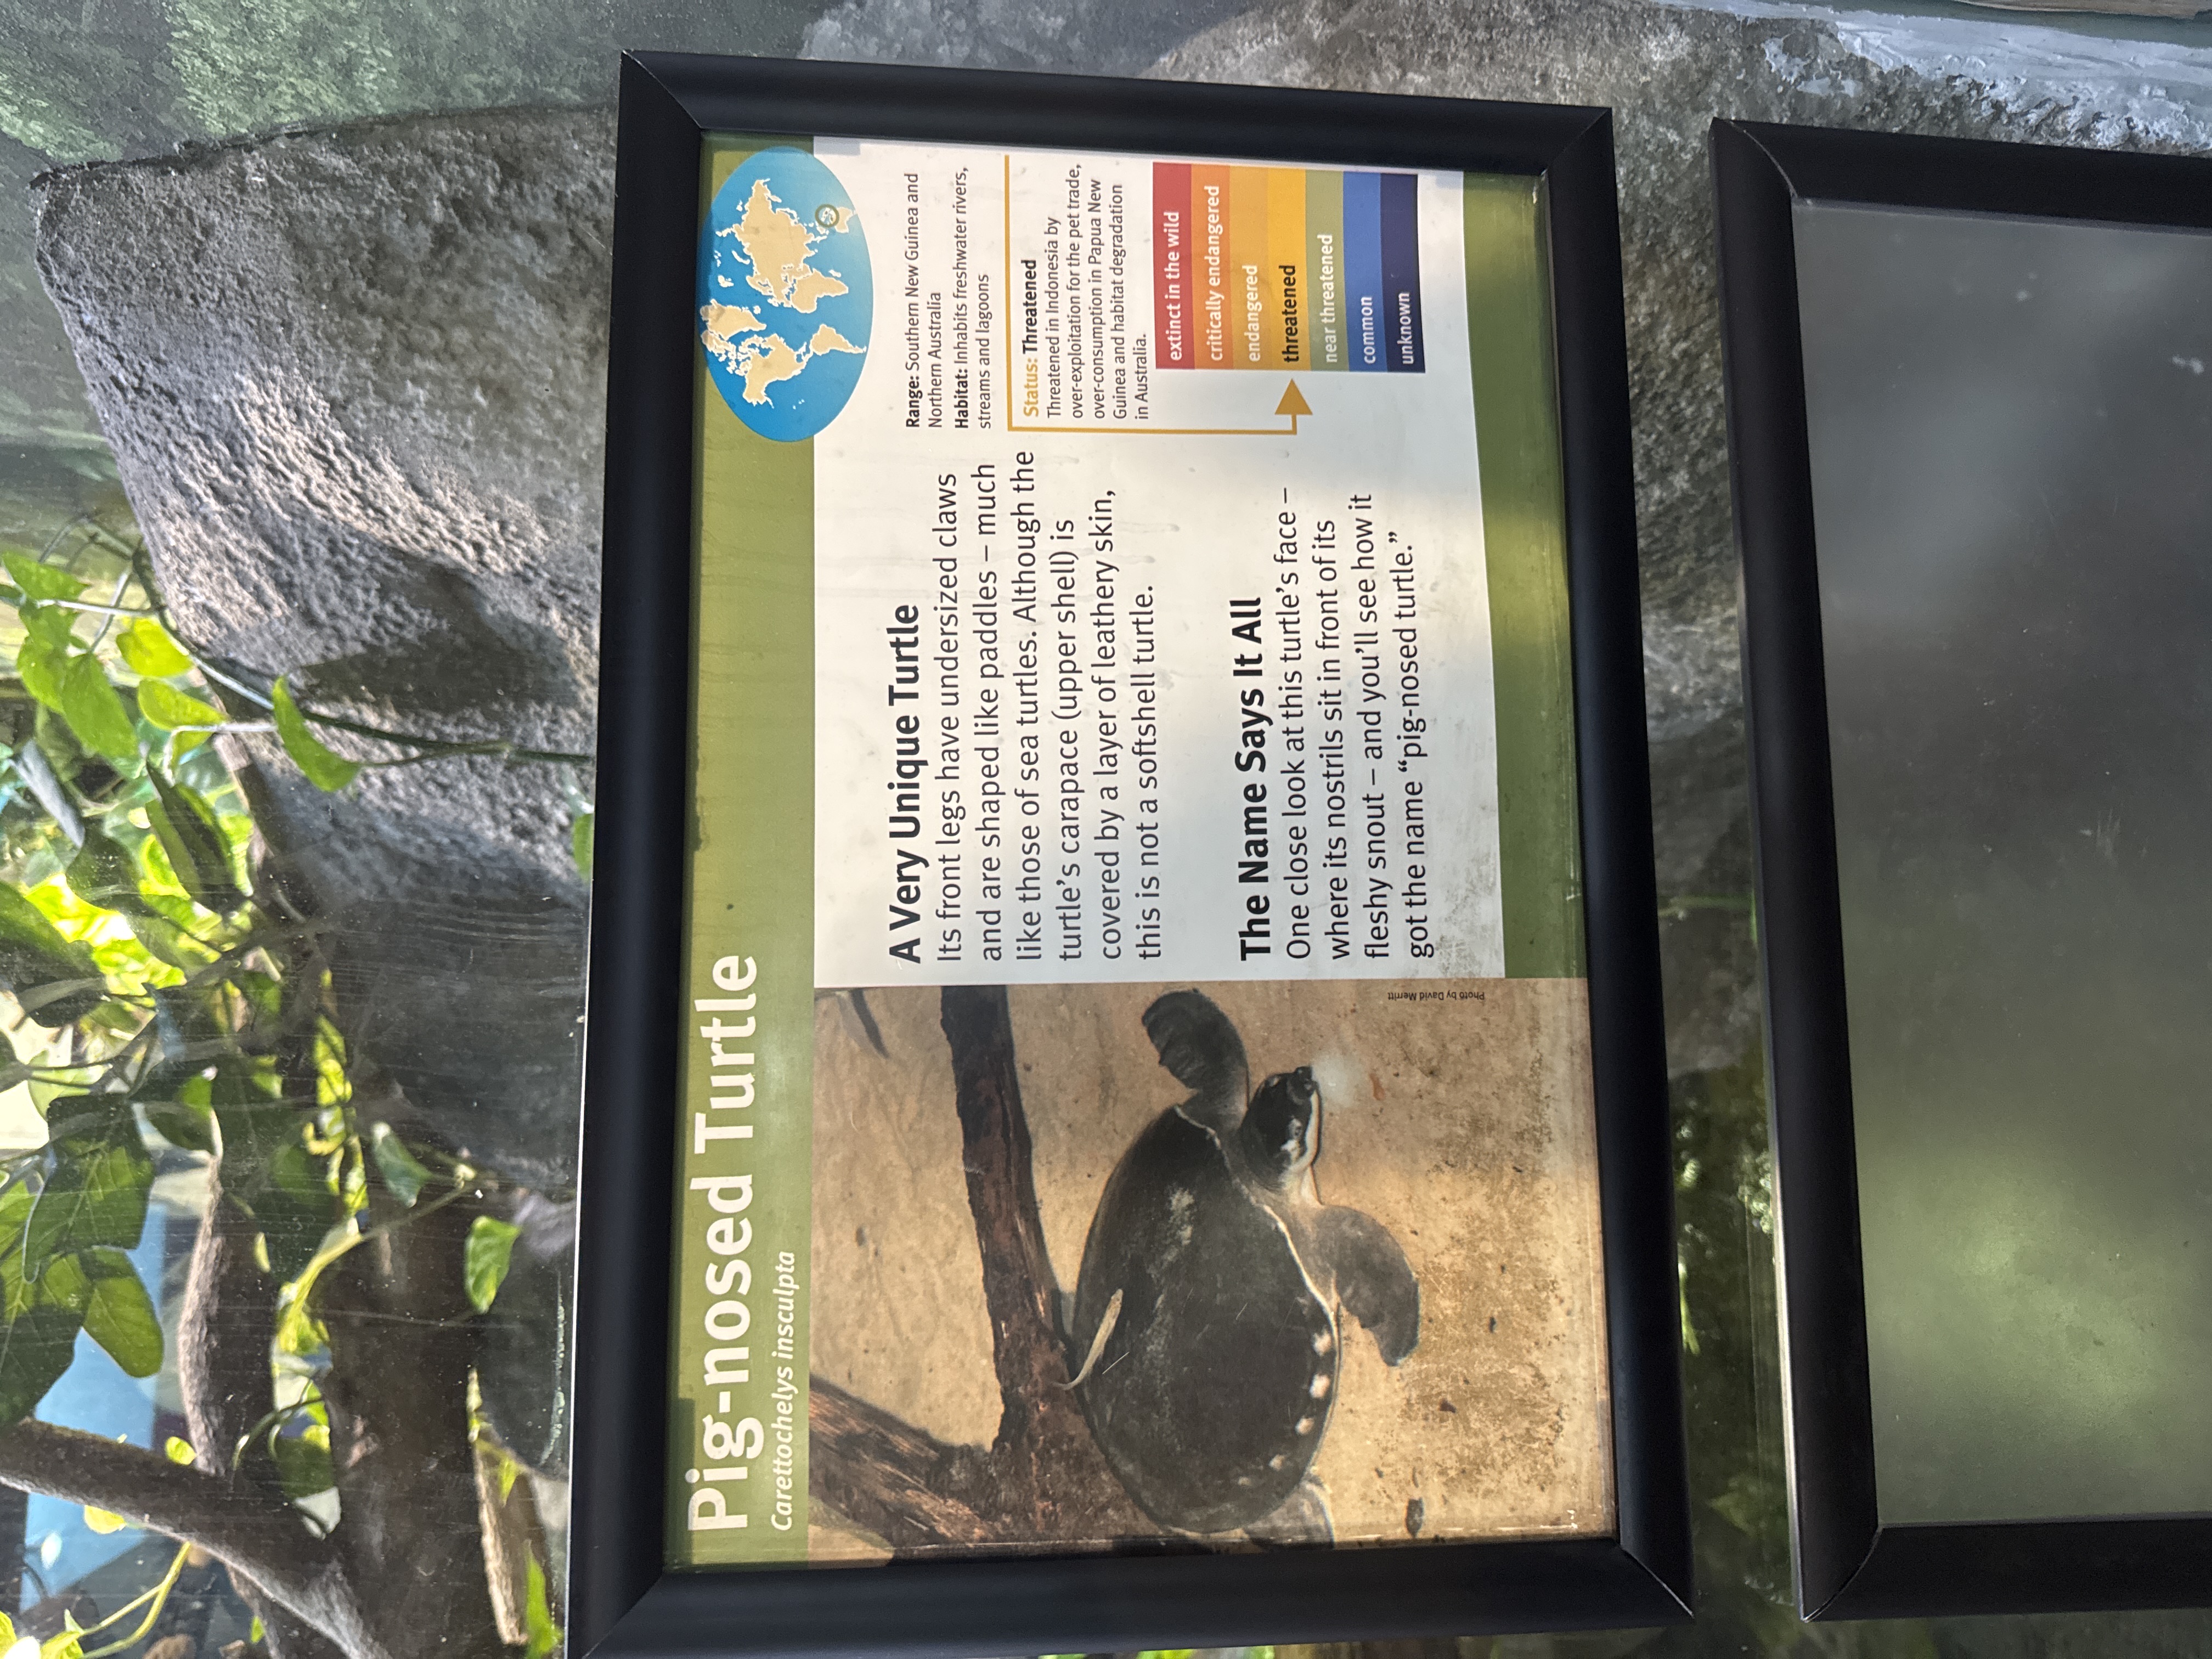 Pig-nosed Turtle
Carettochelys insculpta
A Very Unique Turtle
Its front legs have undersized claws
and are shaped like paddles – much
like those of sea turtles. Although the
turtle's carapace (upper shell) is
covered by a layer of leathery skin,
this is not a softshell turtle.
The Name Says It All
One close look at this turtle's face –
where its nostrils sit in front of its
fleshy snout – and you'll see how it
got the name “pig-nosed turtle.”
Photo by David Merritt
Range: Southern New Guinea and
Northern Australia
Habitat: Inhabits freshwater rivers,
streams and lagoons
Status: Threatened
Threatened in Indonesia by
over-exploitation for the pet trade,
over-consumption in Papua New
Guinea and habitat degradation
in Australia.
extinct in the wild
critically endangered
endangered
threatened
near threatened
common
unknown